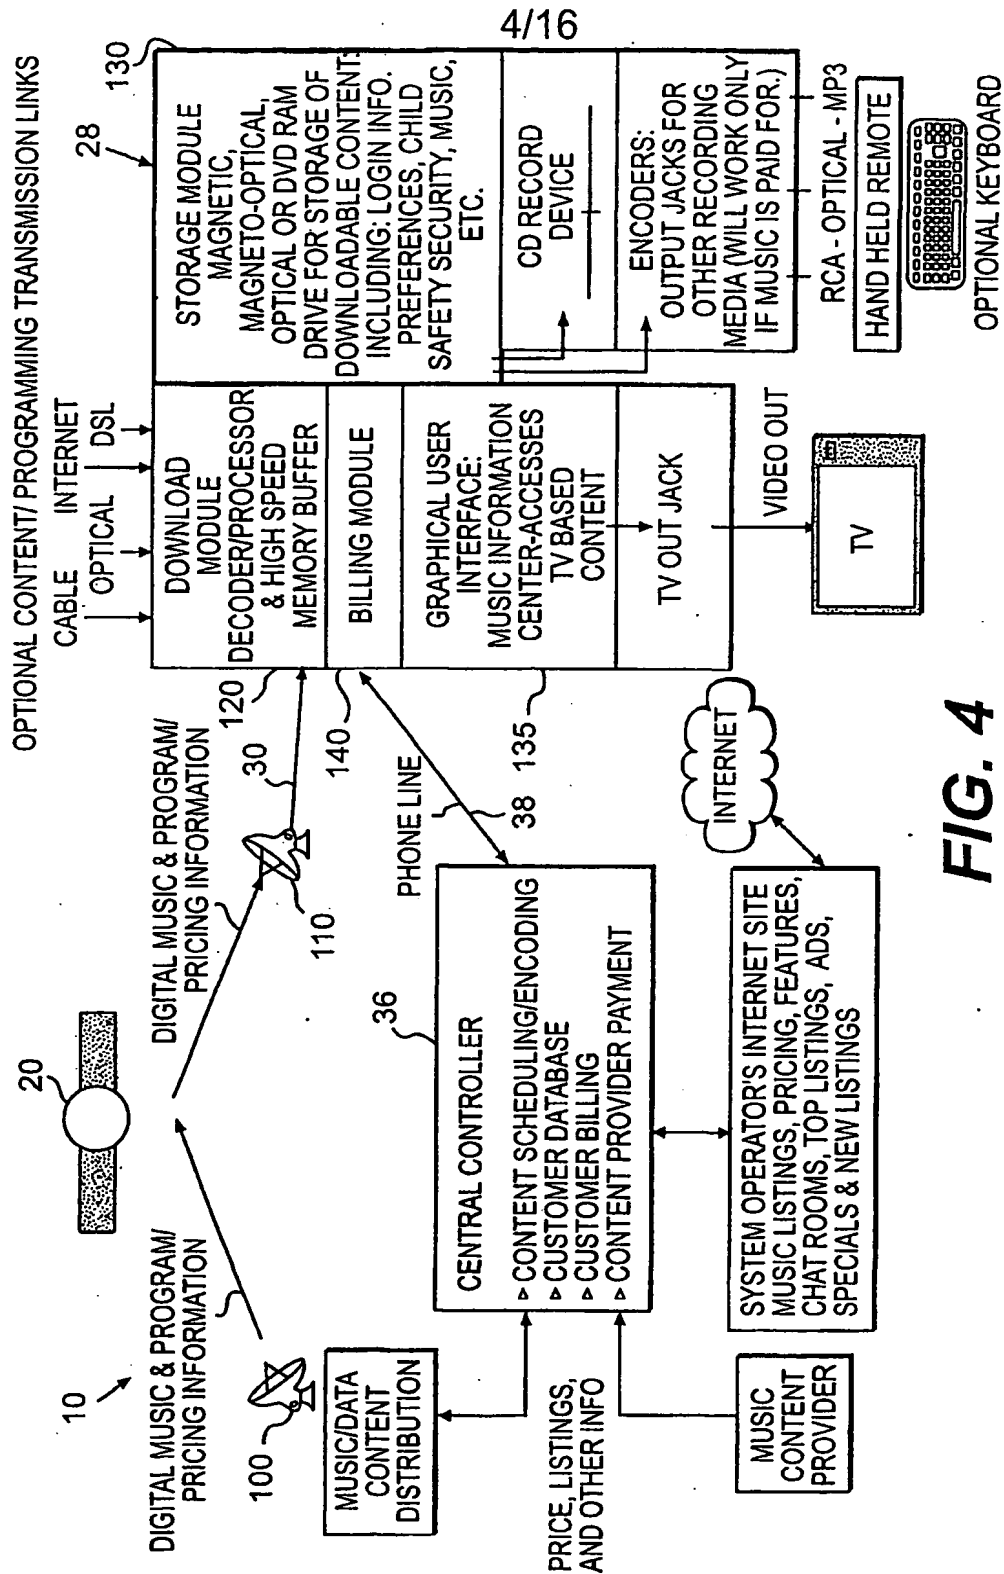 4/16
OPTIONAL CONTENT/ PROGRAMMING TRANSMISSION LINKS
CABLE INTERNET
OPTICAL DSL
28
130
10
DIGITAL MUSIC & PROGRAM/
PRICING INFORMATION
20
DIGITAL MUSIC & PROGRAM/
PRICING INFORMATION
100
110
30
120
DOWNLOAD
MODULE
DECODER/PROCESSOR
& HIGH SPEED
MEMORY BUFFER
140
BILLING MODULE
135
GRAPHICAL USER
INTERFACE:
MUSIC INFORMATION
CENTER-ACCESSES
TV BASED
CONTENT
TV OUT JACK
VIDEO OUT
TV
STORAGE MODULE
MAGNETIC,
MAGNETO-OPTICAL,
OPTICAL OR DVD RAM
DRIVE FOR STORAGE OF
DOWNLOADABLE CONTENT:
INCLUDING: LOGIN INFO.
PREFERENCES, CHILD
SAFETY SECURITY, MUSIC,
ETC.
CD RECORD
DEVICE
ENCODERS:
OUTPUT JACKS FOR
OTHER RECORDING
MEDIA (WILL WORK ONLY
IF MUSIC IS PAID FOR.)
RCA - OPTICAL - MP3
HAND HELD REMOTE
OPTIONAL KEYBOARD
MUSIC/DATA
CONTENT
DISTRIBUTION
36
CENTRAL CONTROLLER
▹ CONTENT SCHEDULING/ENCODING
▹ CUSTOMER DATABASE
▹ CUSTOMER BILLING
▹ CONTENT PROVIDER PAYMENT
PHONE LINE
38
PRICE, LISTINGS,
AND OTHER INFO
MUSIC
CONTENT
PROVIDER
SYSTEM OPERATOR'S INTERNET SITE
MUSIC LISTINGS, PRICING, FEATURES,
CHAT ROOMS, TOP LISTINGS, ADS,
SPECIALS & NEW LISTINGS
INTERNET
FIG. 4